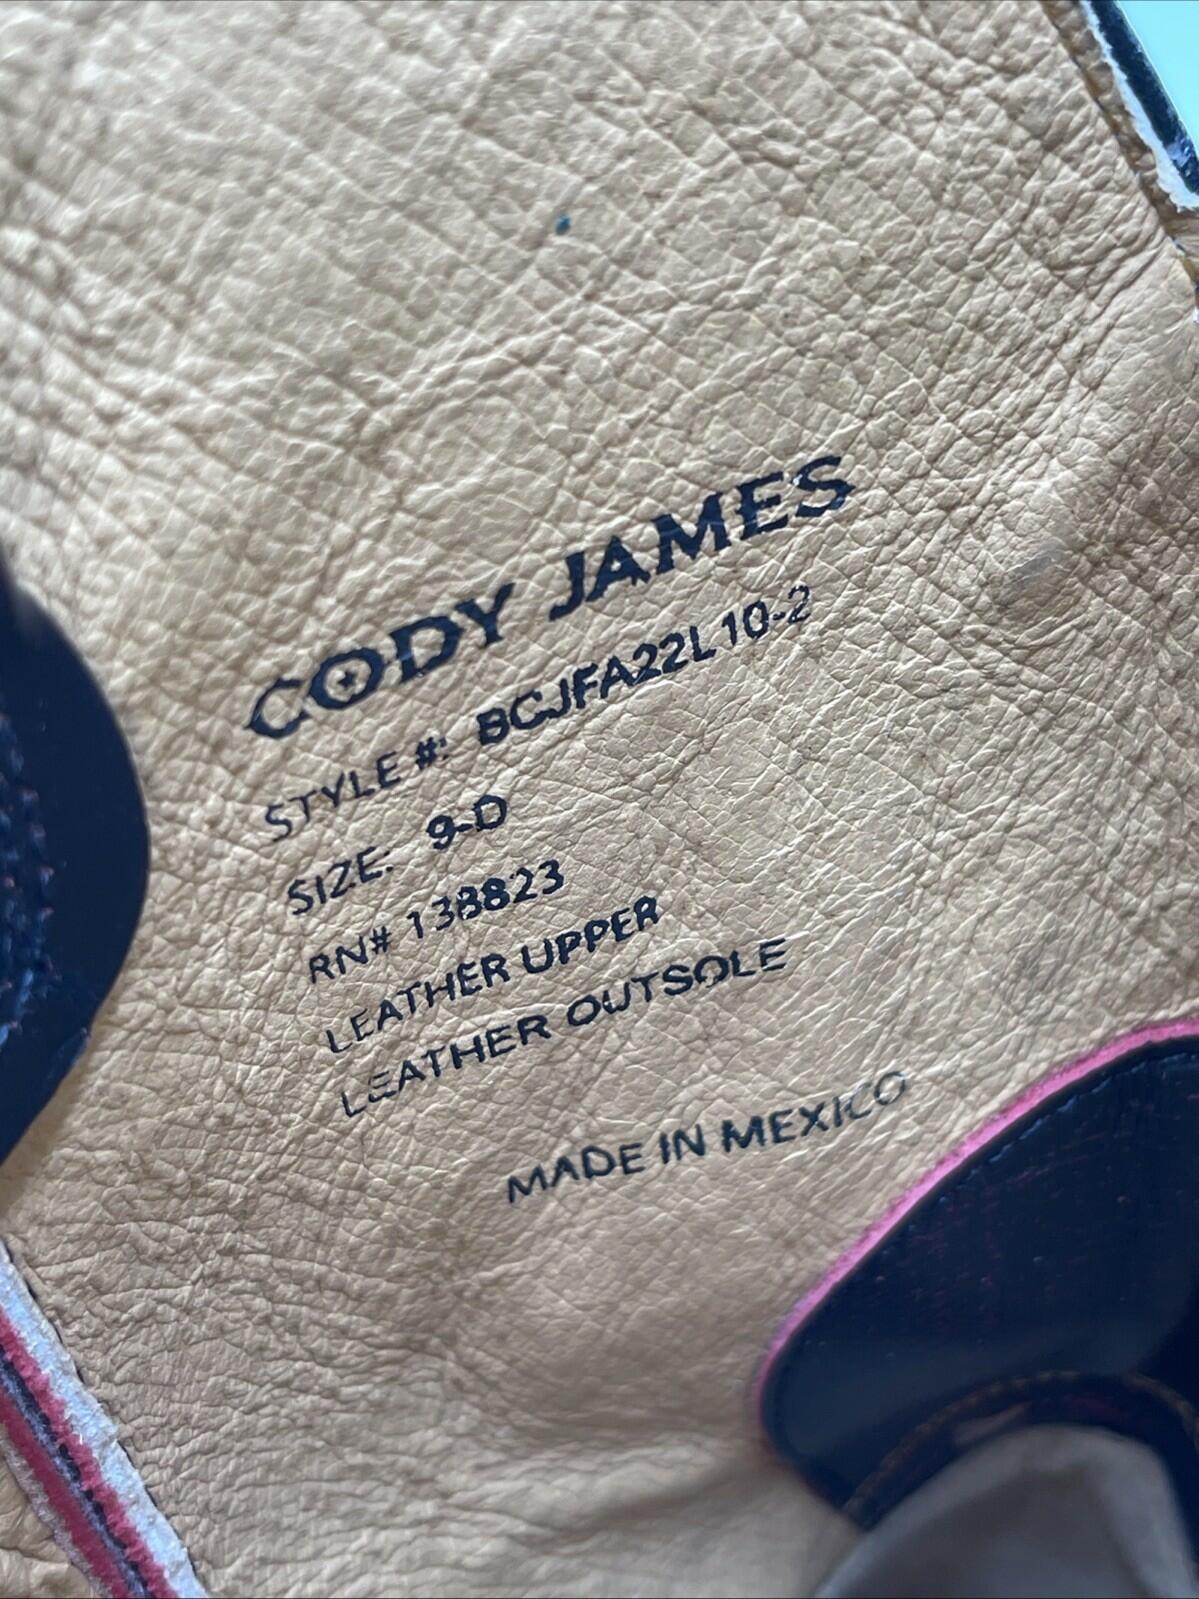 CODY JAMES
STYLE #: BCJFA22L10-2
SIZE: 9-D
RN# 138823
LEATHER UPPER
LEATHER OUTSOLE
MADE IN MEXICO